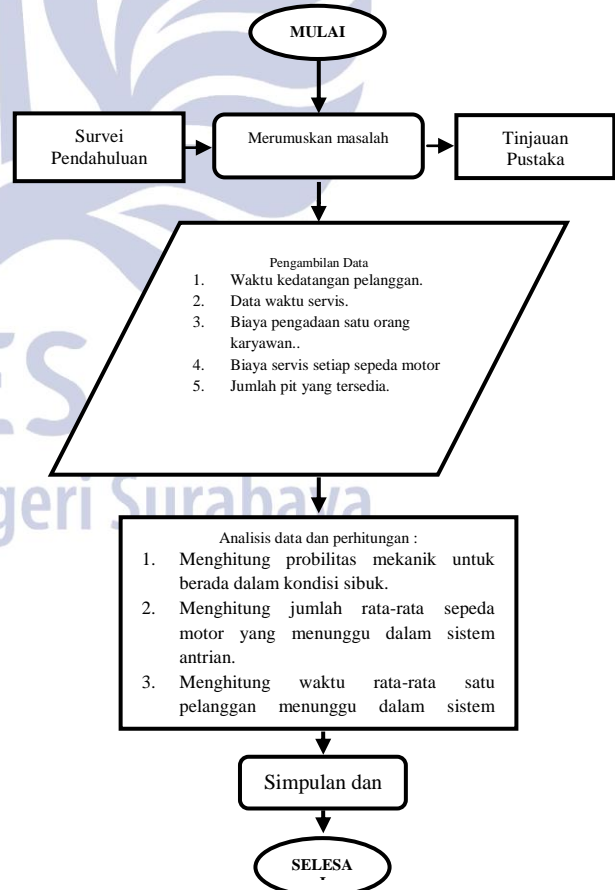 MULAI
Survei
Pendahuluan
Merumuskan masalah
Tinjauan
Pustaka
Pengambilan Data
1. Waktu kedatangan pelanggan.
2. Data waktu servis.
3. Biaya pengadaan satu orang
karyawan..
4. Biaya servis setiap sepeda motor
5. Jumlah pit yang tersedia.
ES
geri Surabaya
Analisis data dan perhitungan :
1. Menghitung probilitas mekanik untuk
berada dalam kondisi sibuk.
2. Menghitung jumlah rata-rata sepeda
motor yang menunggu dalam sistem
antrian.
3. Menghitung waktu rata-rata satu
pelanggan menunggu dalam sistem
Simpulan dan
SELESA